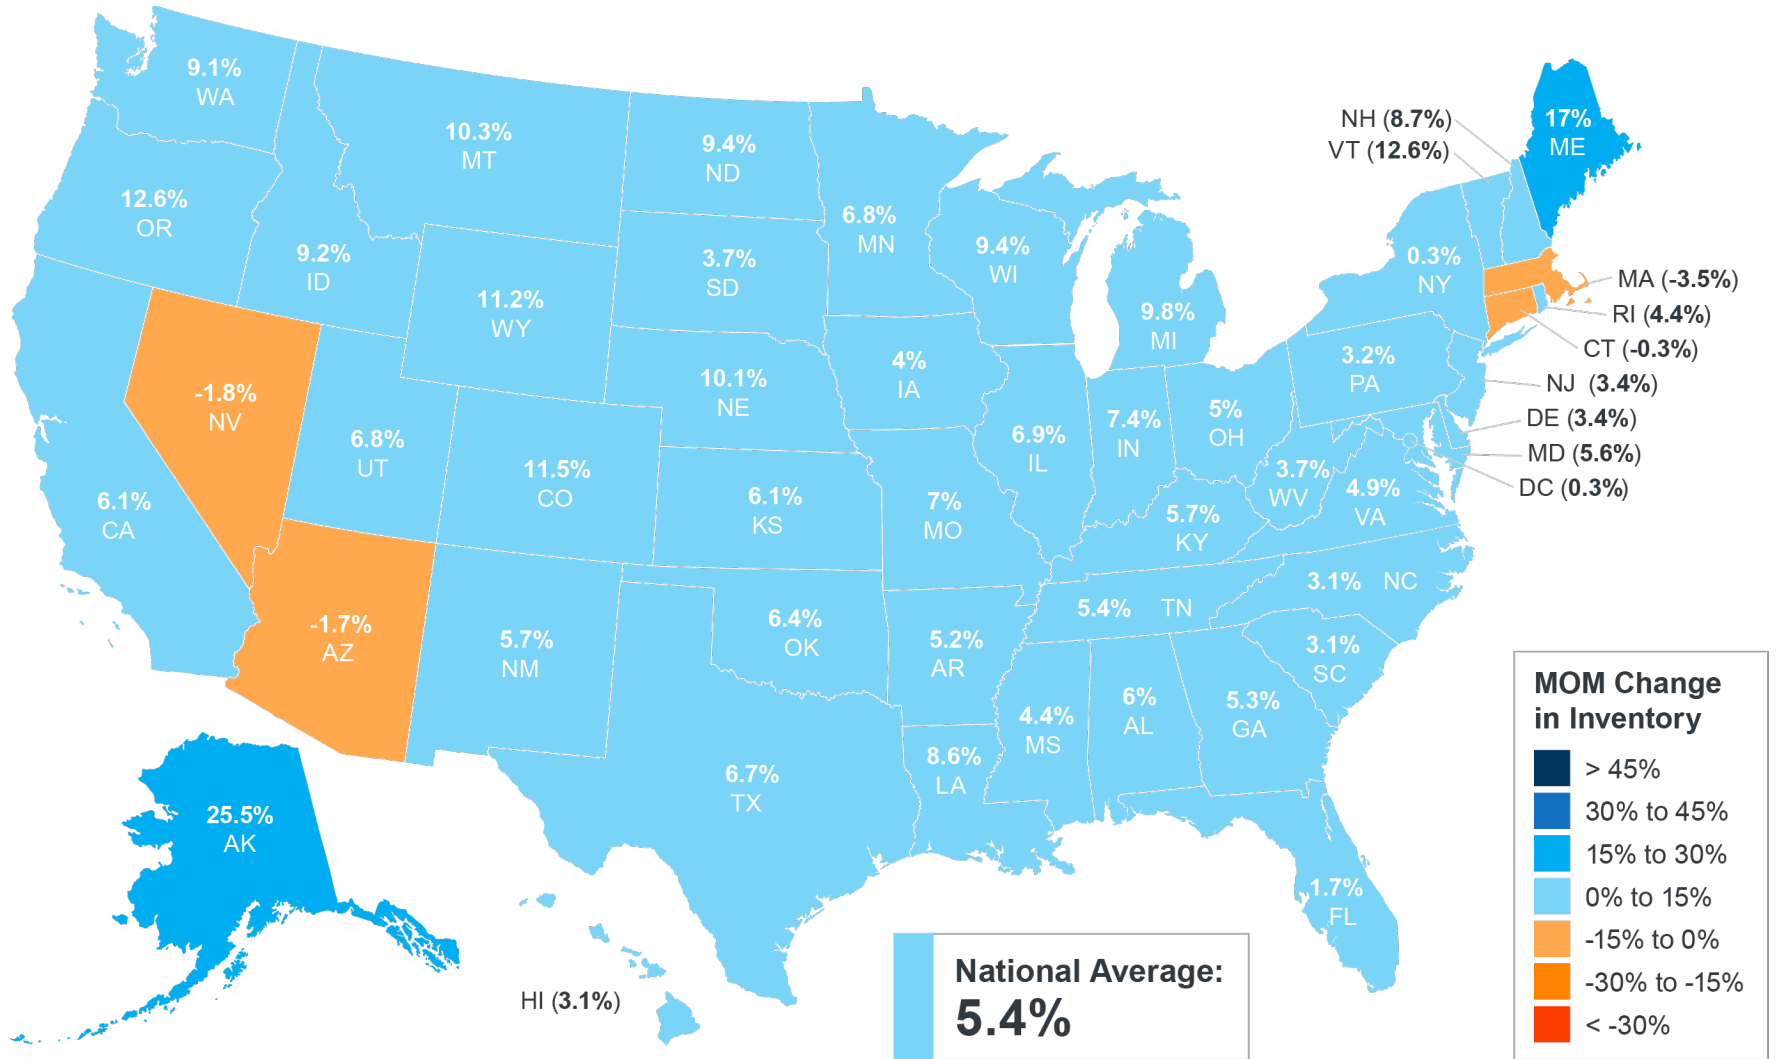 9.1%
WA
10.3%
MT
9.4%
ND
NH (8.7%)
VT (12.6%)
17%
ME
12.6%
OR
9.2%
ID
6.8%
MN
9.4%
WI
3.7%
SD
11.2%
WY
9.8%
MI
0.3%
NY
MA (-3.5%)
RI (4.4%)
CT (-0.3%)
NJ (3.4%)
DE (3.4%)
MD (5.6%)
DC (0.3%)
-1.8%
NV
6.8%
UT
10.1%
NE
4%
IA
3.2%
PA
6.9%
IL
7.4%
IN
5%
OH
6.1%
CA
11.5%
CO
6.1%
KS
7%
MO
5.7%
KY
3.7%
WV
4.9%
VA
-1.7%
AZ
5.7%
NM
6.4%
OK
5.2%
AR
5.4% TN
3.1% NC
3.1%
SC
4.4%
MS
6%
AL
5.3%
GA
6.7%
TX
8.6%
LA
1.7%
FL
25.5%
AK
HI (3.1%)
National Average:
5.4%
MOM Change
in Inventory
> 45%
30% to 45%
15% to 30%
0% to 15%
-15% to 0%
-30% to -15%
< -30%